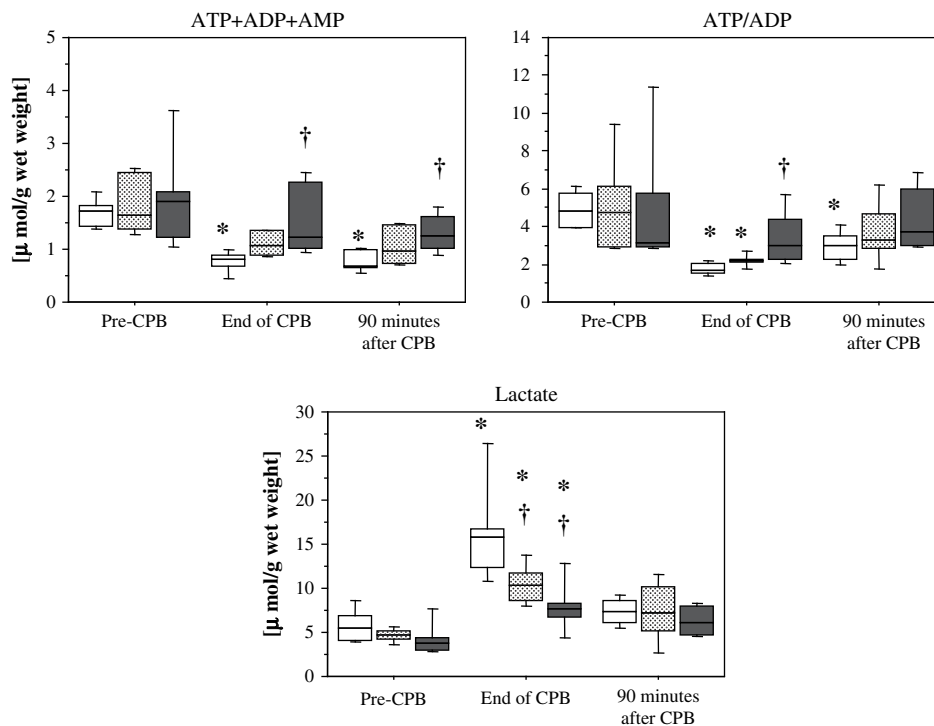 ATP+ADP+AMP
[μ mol/g wet weight]
5
4
3
2
1
0
†
*
†
*
Pre-CPB
End of CPB
90 minutes
after CPB
ATP/ADP
14
12
10
8
6
4
2
0
†
*
*
*
Pre-CPB
End of CPB
90 minutes
after CPB
Lactate
[μ mol/g wet weight]
30
25
20
15
10
5
0
*
*
†
*
†
Pre-CPB
End of CPB
90 minutes
after CPB